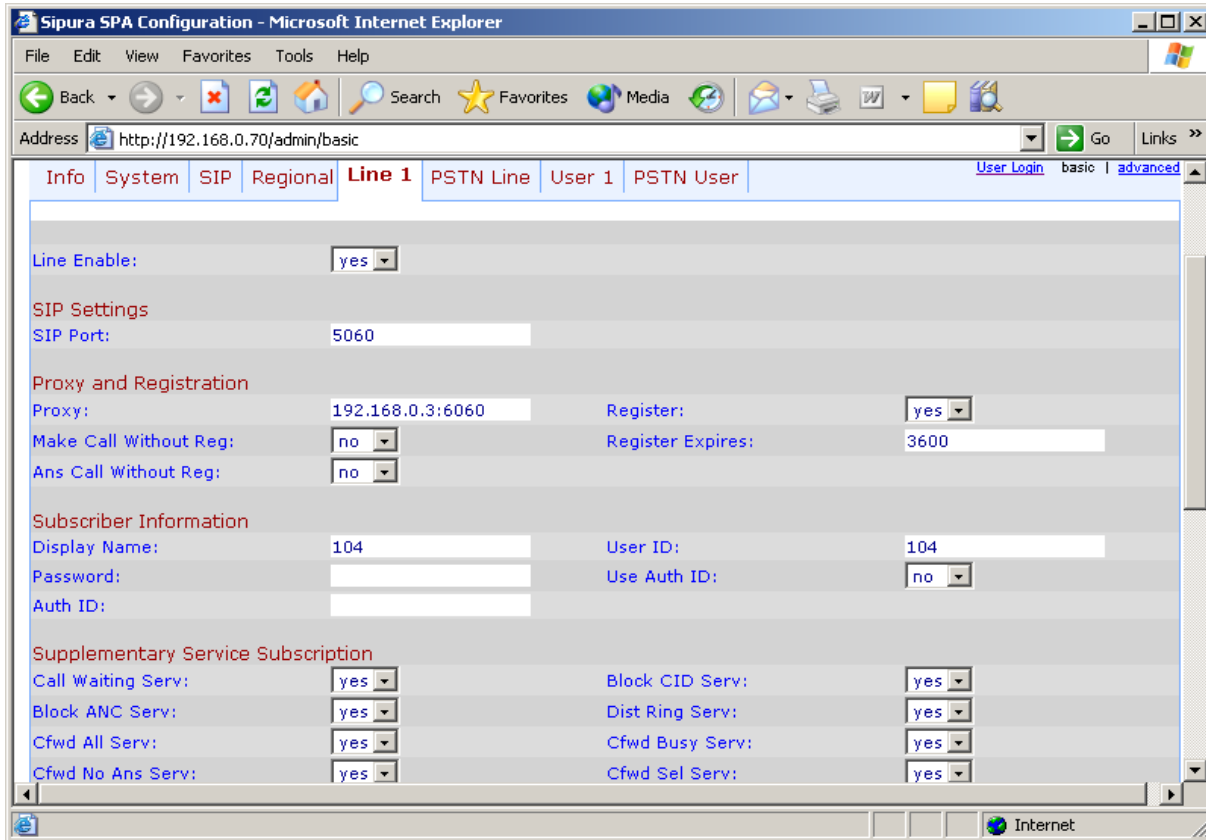 Sipura SPA Configuration - Microsoft Internet Explorer
File Edit View Favorites Tools Help
Back Search Favorites Media W
Address http://192.168.0.70/admin/basic Go Links »
Info System SIP Regional Line 1 PSTN Line User 1 PSTN User User Login basic | advanced
Line Enable: yes
SIP Settings
SIP Port: 5060
Proxy and Registration
Proxy: 192.168.0.3:6060 Register: yes
Make Call Without Reg: no Register Expires: 3600
Ans Call Without Reg: no
Subscriber Information
Display Name: 104 User ID: 104
Password: Use Auth ID: no
Auth ID:
Supplementary Service Subscription
Call Waiting Serv: yes Block CID Serv: yes
Block ANC Serv: yes Dist Ring Serv: yes
Cfwd All Serv: yes Cfwd Busy Serv: yes
Cfwd No Ans Serv: yes Cfwd Sel Serv: yes
Internet